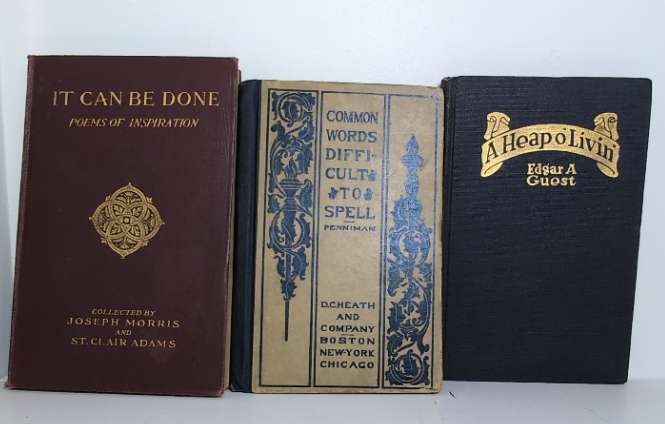 IT CAN BE DONE
POEMS OF INSPIRATION
COLLECTED BY
JOSEPH MORRIS
AND
ST. CLAIR ADAMS
COMMON
WORDS
DIFFI-
CULT
TO
SPELL
PENNIMAN
D.C. HEATH
AND
COMPANY
BOSTON
NEW-YORK
CHICAGO
A Heap o' Livin'
Edgar A
Guest